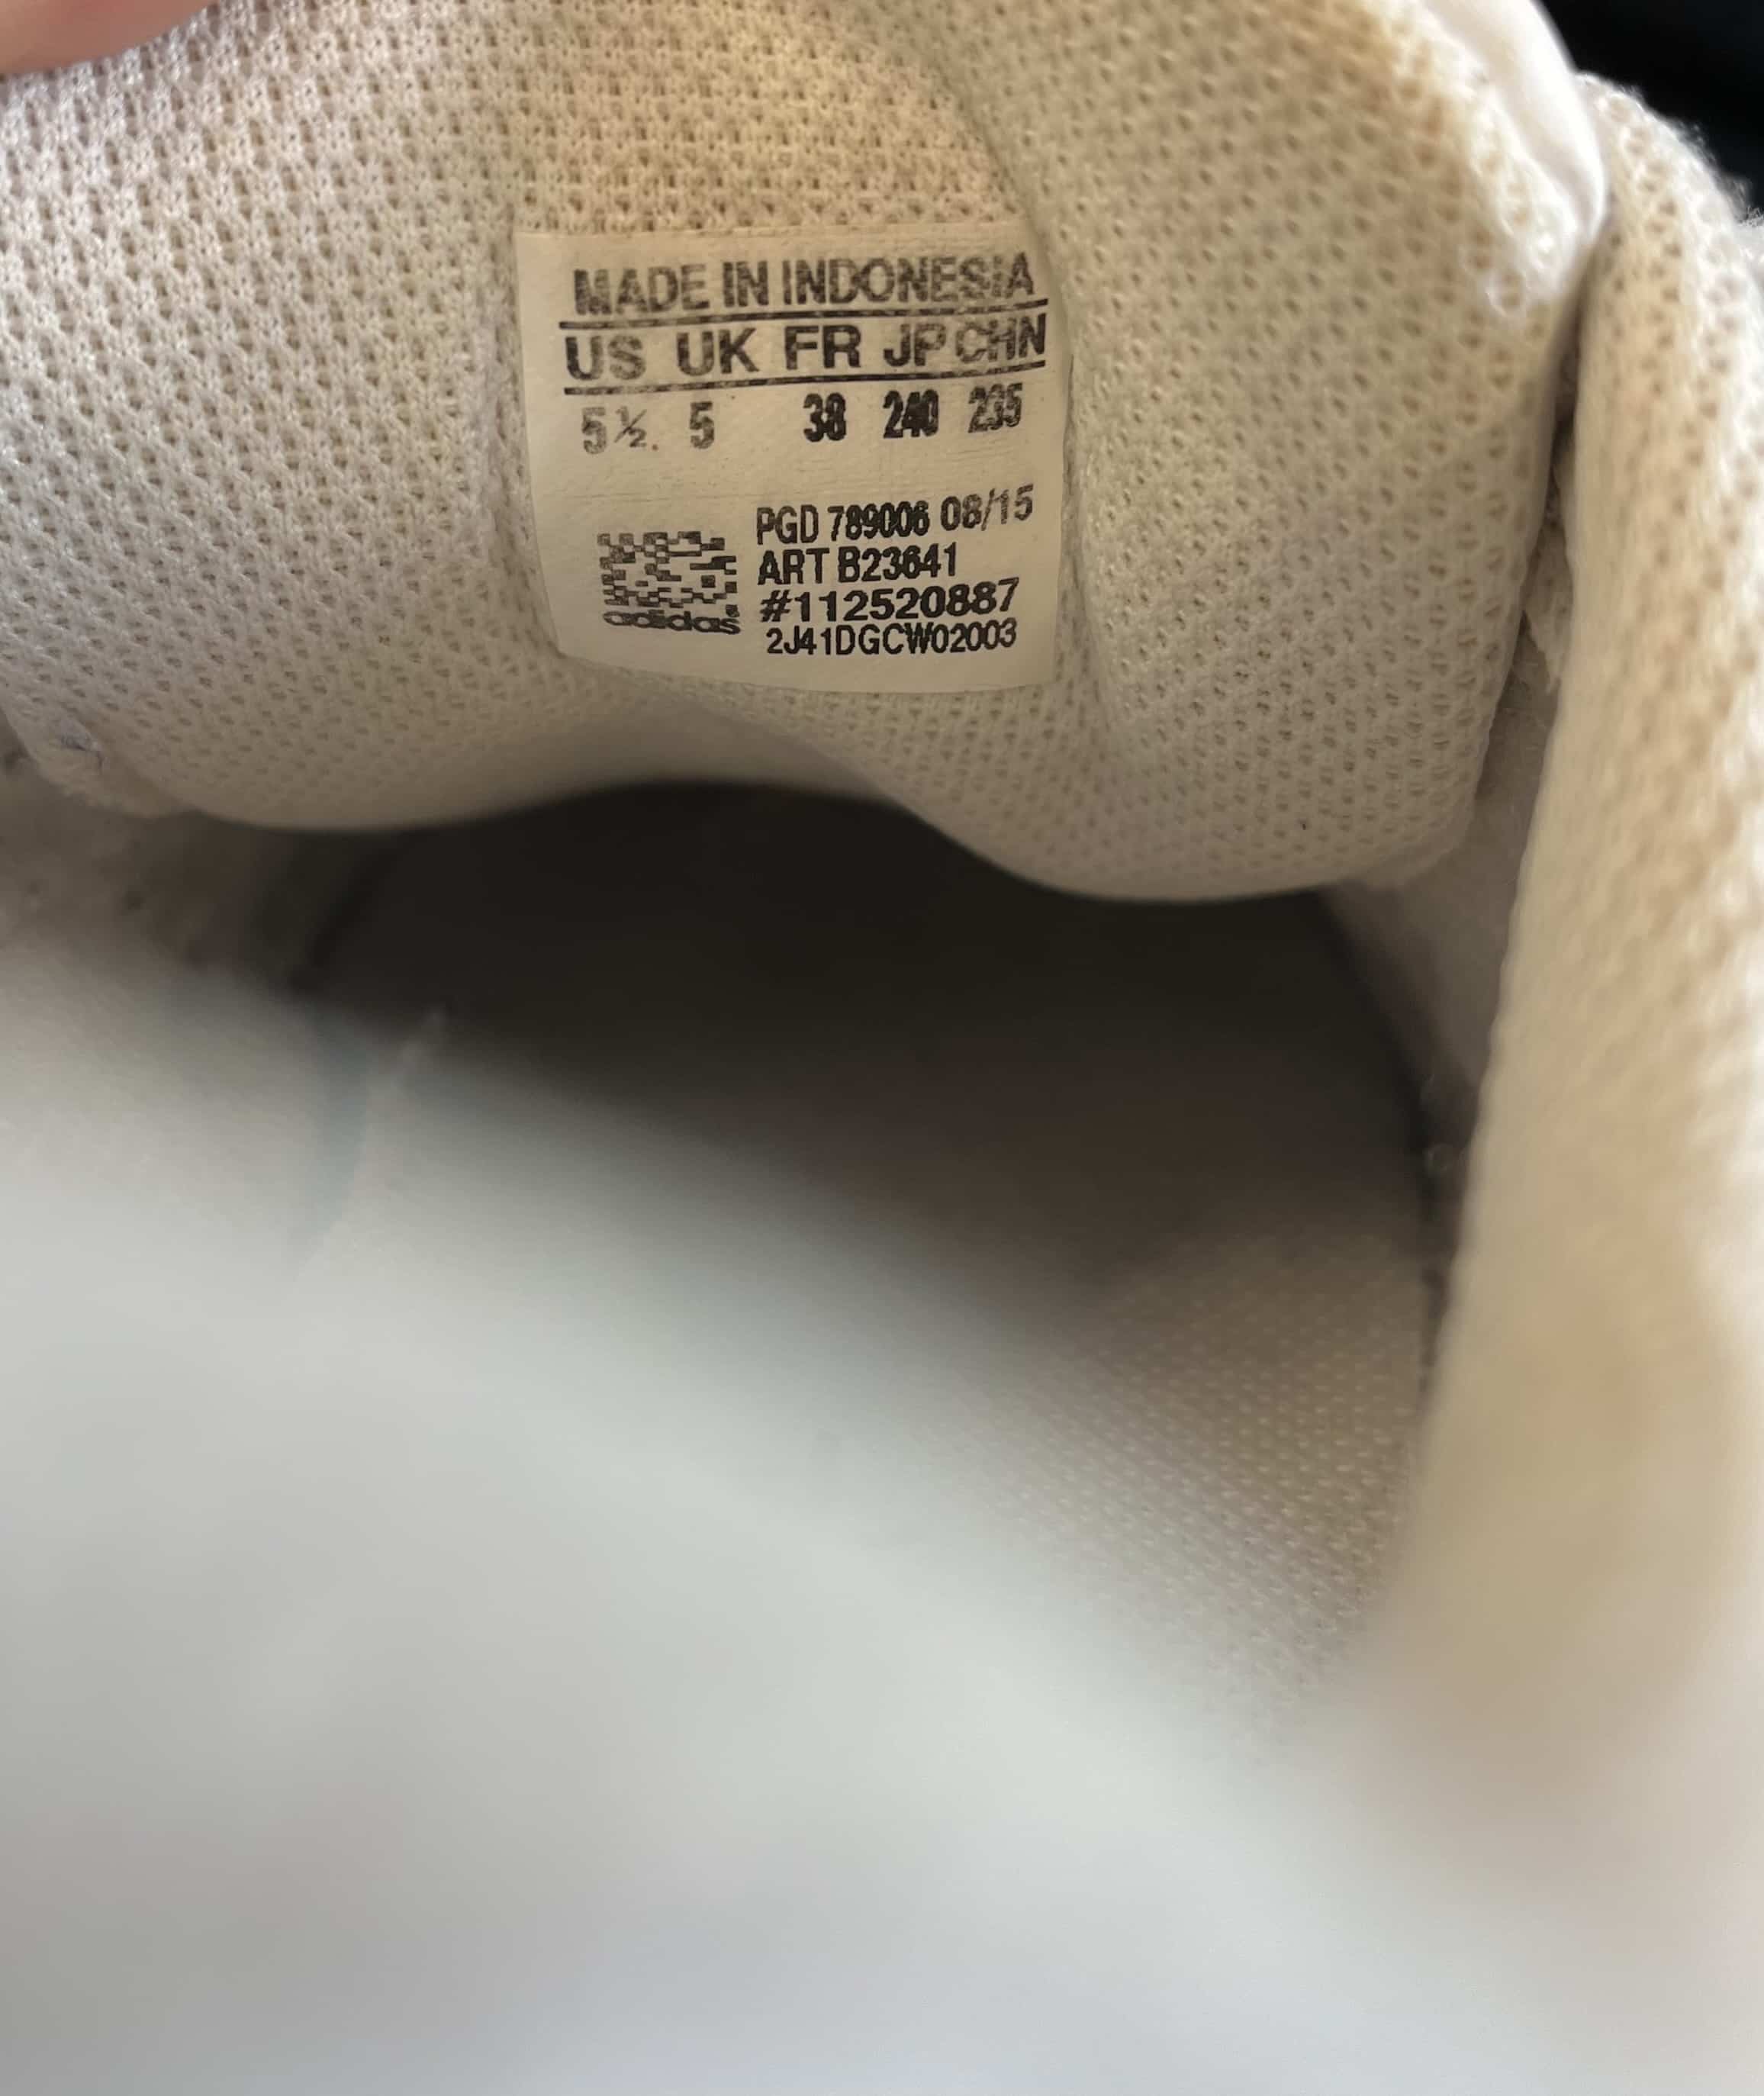 MADE IN INDONESIA
US UK FR JP CHN
5½. 5 38 240 235
PGD 789006 08/15
ART B23641
#112520887
adidas 2J41DGCW02003